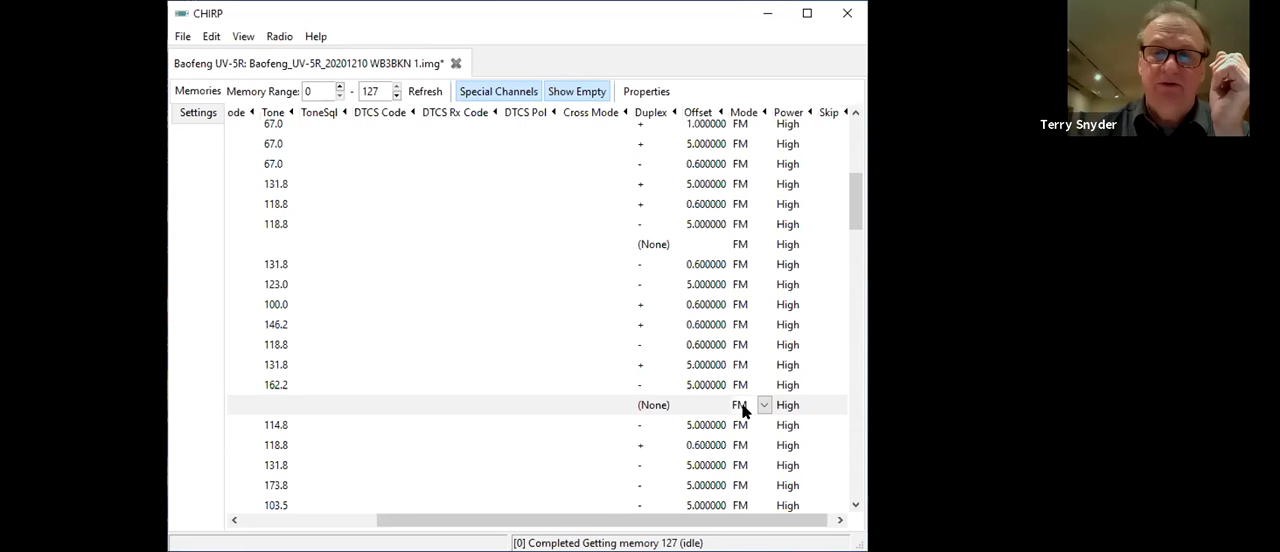 CHIRP
File Edit View Radio Help
Baofeng UV-5R: Baofeng_UV-5R_20201210 WB3BKN 1.img*
Memories Memory Range: 0 - 127 Refresh Special Channels Show Empty Properties
Settings ode Tone ToneSql DTCS Code DTCS Rx Code DTCS Pol Cross Mode Duplex Offset Mode Power Skip
67.0 + 1.000000 FM High
67.0 + 5.000000 FM High
67.0 - 0.600000 FM High
131.8 + 5.000000 FM High
118.8 + 0.600000 FM High
118.8 - 5.000000 FM High
(None) FM High
131.8 - 0.600000 FM High
123.0 - 5.000000 FM High
100.0 + 0.600000 FM High
146.2 + 0.600000 FM High
118.8 - 0.600000 FM High
131.8 + 5.000000 FM High
162.2 - 5.000000 FM High
(None) FM High
114.8 - 5.000000 FM High
118.8 + 0.600000 FM High
131.8 - 5.000000 FM High
173.8 - 5.000000 FM High
103.5 - 5.000000 FM High
[0] Completed Getting memory 127 (idle)
Terry Snyder